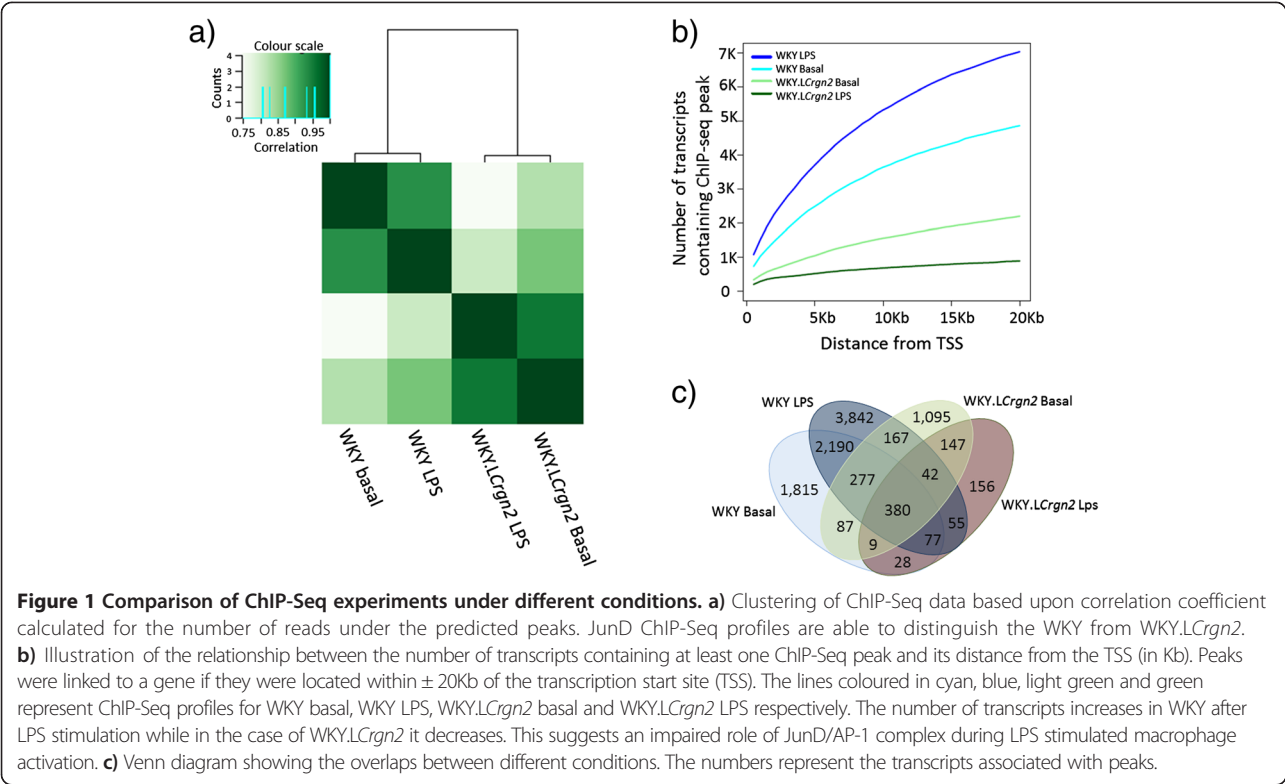 a)
Colour scale
Counts
4
3
2
1
0
0.75 0.85 0.95
Correlation
WKY basal
WKY LPS
WKY.LCrgn2 LPS
WKY.LCrgn2 Basal
b)
WKY LPS
WKY Basal
WKY.LCrgn2 Basal
WKY.LCrgn2 LPS
Number of transcripts
containing ChIP-seq peak
7K
6K
5K
4K
3K
2K
1K
0
0 5Kb 10Kb 15Kb 20Kb
Distance from TSS
c)
WKY LPS
WKY.LCrgn2 Basal
WKY Basal
WKY.LCrgn2 Lps
3,842
1,095
2,190
167
147
1,815
277
42
156
380
87
55
9
77
28
Figure 1 Comparison of ChIP-Seq experiments under different conditions. a) Clustering of ChIP-Seq data based upon correlation coefficient
calculated for the number of reads under the predicted peaks. JunD ChIP-Seq profiles are able to distinguish the WKY from WKY.LCrgn2.
b) Illustration of the relationship between the number of transcripts containing at least one ChIP-Seq peak and its distance from the TSS (in Kb). Peaks
were linked to a gene if they were located within ± 20Kb of the transcription start site (TSS). The lines coloured in cyan, blue, light green and green
represent ChIP-Seq profiles for WKY basal, WKY LPS, WKY.LCrgn2 basal and WKY.LCrgn2 LPS respectively. The number of transcripts increases in WKY after
LPS stimulation while in the case of WKY.LCrgn2 it decreases. This suggests an impaired role of JunD/AP-1 complex during LPS stimulated macrophage
activation. c) Venn diagram showing the overlaps between different conditions. The numbers represent the transcripts associated with peaks.